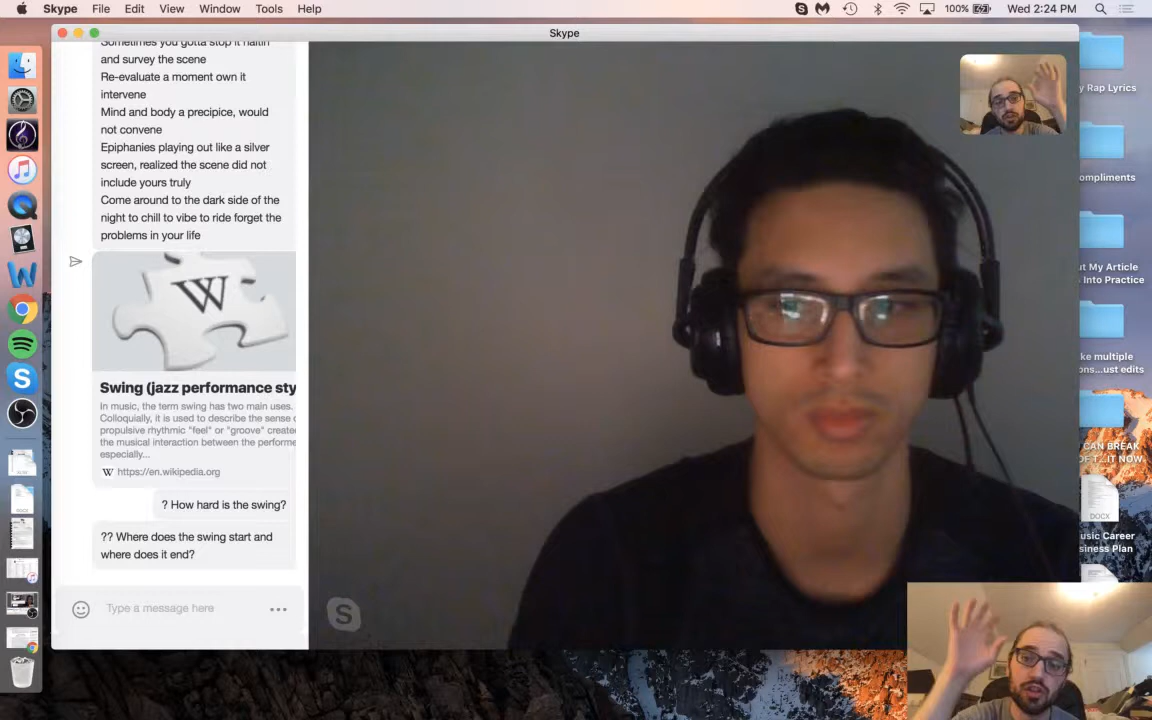 Skype File Edit View Window Tools Help
100% Wed 2:24 PM
Skype
Sometimes you gotta stop it haltin
and survey the scene
Re-evaluate a moment own it
intervene
Mind and body a precipice, would
not convene
Epiphanies playing out like a silver
screen, realized the scene did not
include yours truly
Come around to the dark side of the
night to chill to vibe to ride forget the
problems in your life
W
Swing (jazz performance sty
In music, the term swing has two main uses.
Colloquially, it is used to describe the sense o
propulsive rhythmic "feel" or "groove" create
the musical interaction between the performe
especially...
W https://en.wikipedia.org
? How hard is the swing?
?? Where does the swing start and
where does it end?
Type a message here
y Rap Lyrics
ompliments
ut My Article
Into Practice
ke multiple
ons...ust edits
CAN BREAK
OF T...IT NOW
DOCX
usic Career
siness Plan